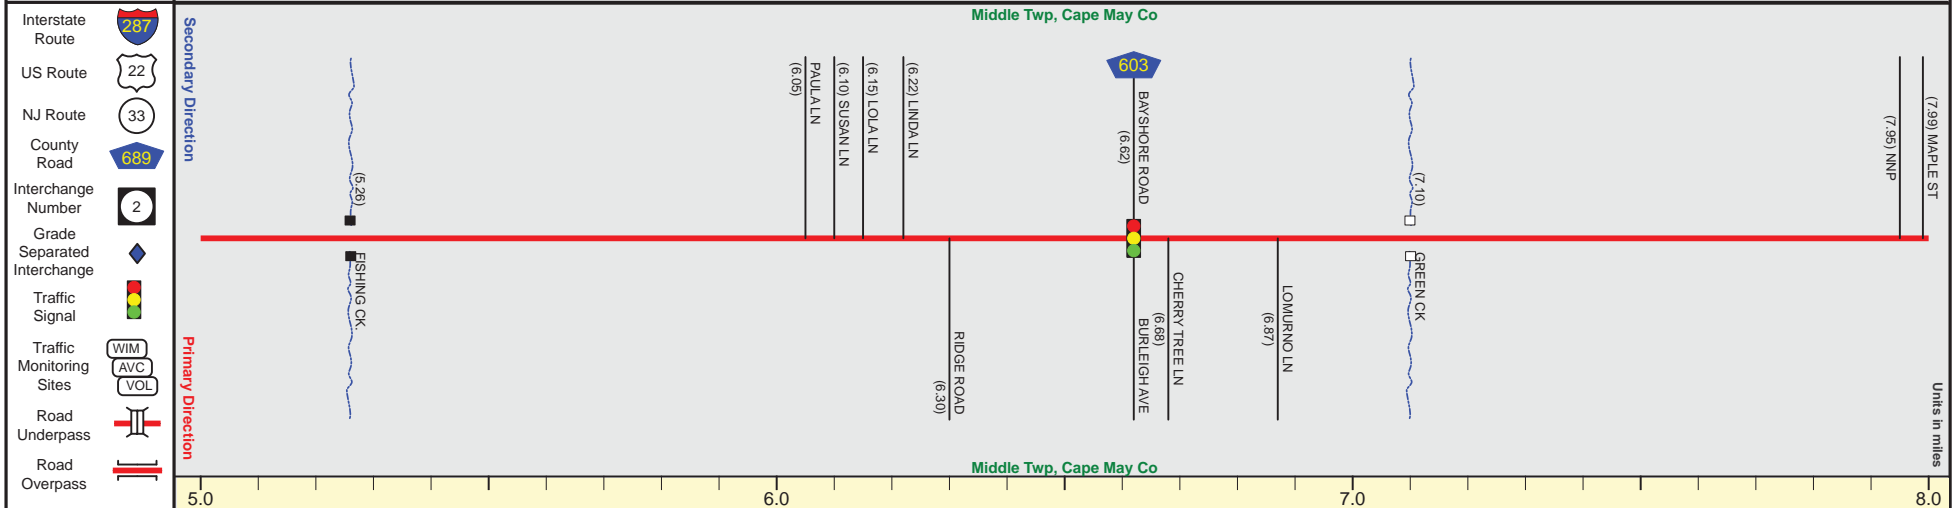 Interstate
Route
287
US Route
22
NJ Route
33
County
Road
689
Interchange
Number
2
Grade
Separated
Interchange
Traffic
Signal
Traffic
Monitoring
Sites
WIM
AVC
VOL
Road
Underpass
Road
Overpass
Secondary Direction
Primary Direction
Middle Twp, Cape May Co
(5.26)
FISHING CK.
PAULA LN
(6.05)
(6.10) SUSAN LN
(6.15) LOLA LN
(6.22) LINDA LN
RIDGE ROAD
(6.30)
603
BAYSHORE ROAD
(6.62)
BURLEIGH AVE
CHERRY TREE LN
(6.68)
LOMURNO LN
(6.87)
(7.10)
GREEN CK
(7.95) NNP
(7.99) MAPLE ST
Units in miles
Middle Twp, Cape May Co
5.0
6.0
7.0
8.0